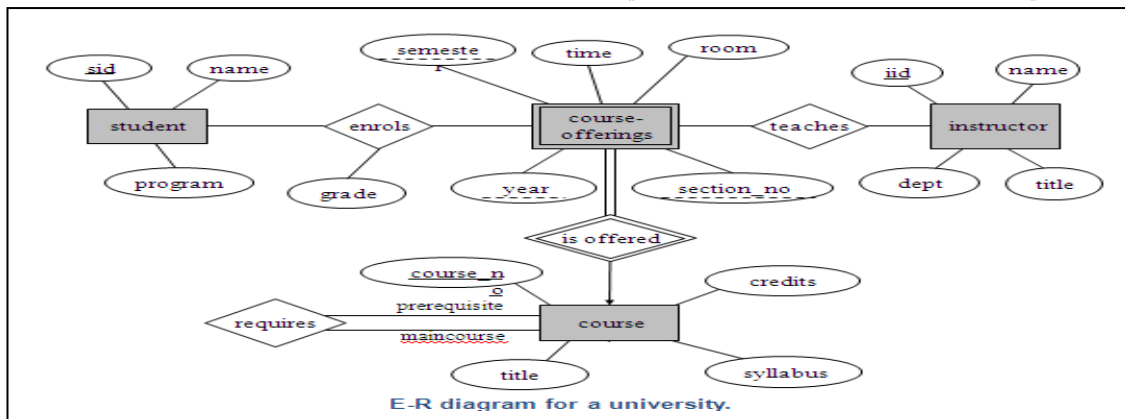 semeste
r
time
room
sid
name
iid
name
student
enrols
course-
offerings
teaches
instructor
program
grade
year
section_no
dept
title
is offered
course_n
o
credits
prerequisite
requires
course
maincourse
title
syllabus
E-R diagram for a university.